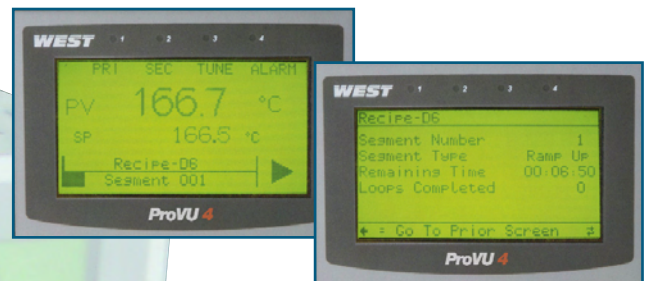 WEST 1 2 3 4
PRI SEC TUNE ALARM
PV 166.7 °C
SP 166.5 °C
Recipe-D6
Segment 001
ProVU 4
WEST 1 2 3 4
Recipe-D6
Segment Number 1
Segment Type Ramp Up
Remaining Time 00:06:50
Loops Completed 0
← = Go To Prior Screen ⇄
ProVU 4